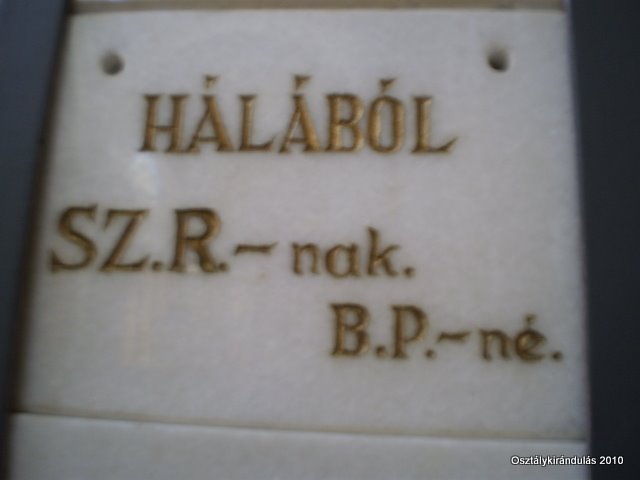 HÁLÁBÓL
SZ.R.-nak.
B.P.-né.
Osztálykirándulás 2010